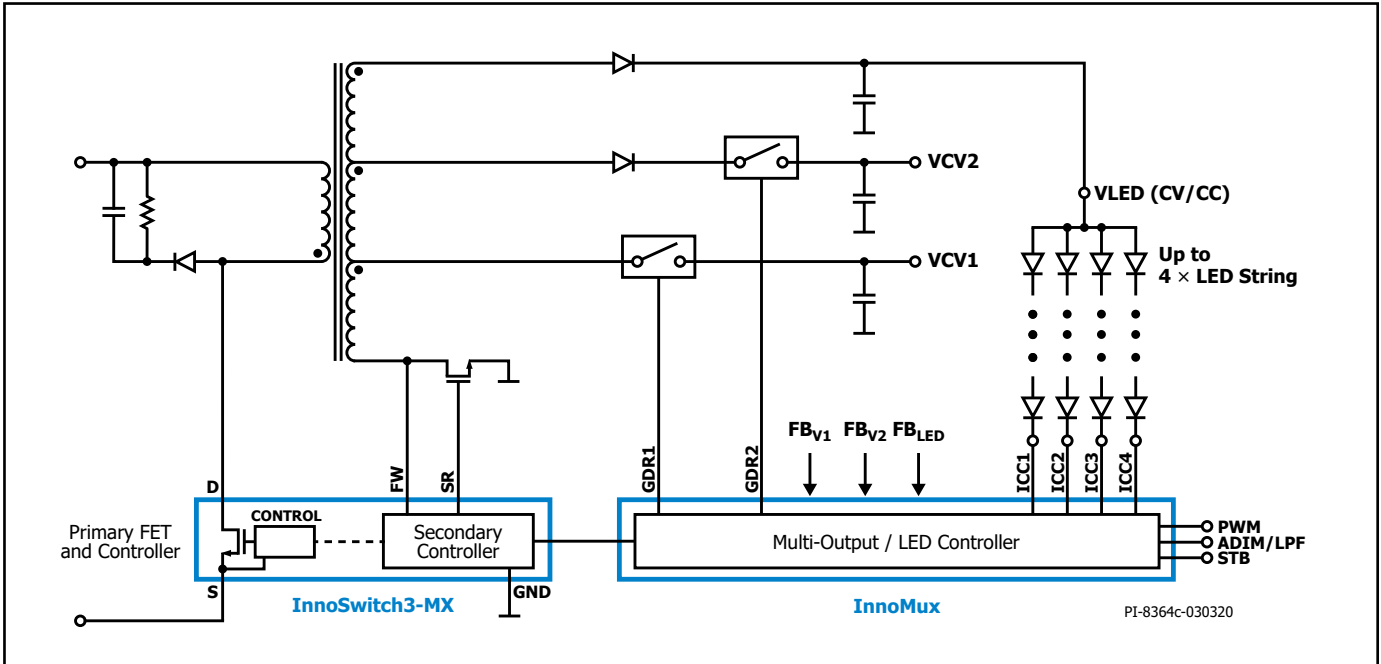 VCV2
VLED (CV/CC)
VCV1
Up to
4 × LED String
FBV1 FBV2 FBLED
D
FW
SR
GDR1
GDR2
ICC1
ICC2
ICC3
ICC4
Primary FET
and Controller
CONTROL
Secondary
Controller
Multi-Output / LED Controller
PWM
ADIM/LPF
STB
S
GND
InnoSwitch3-MX
InnoMux
PI-8364c-030320